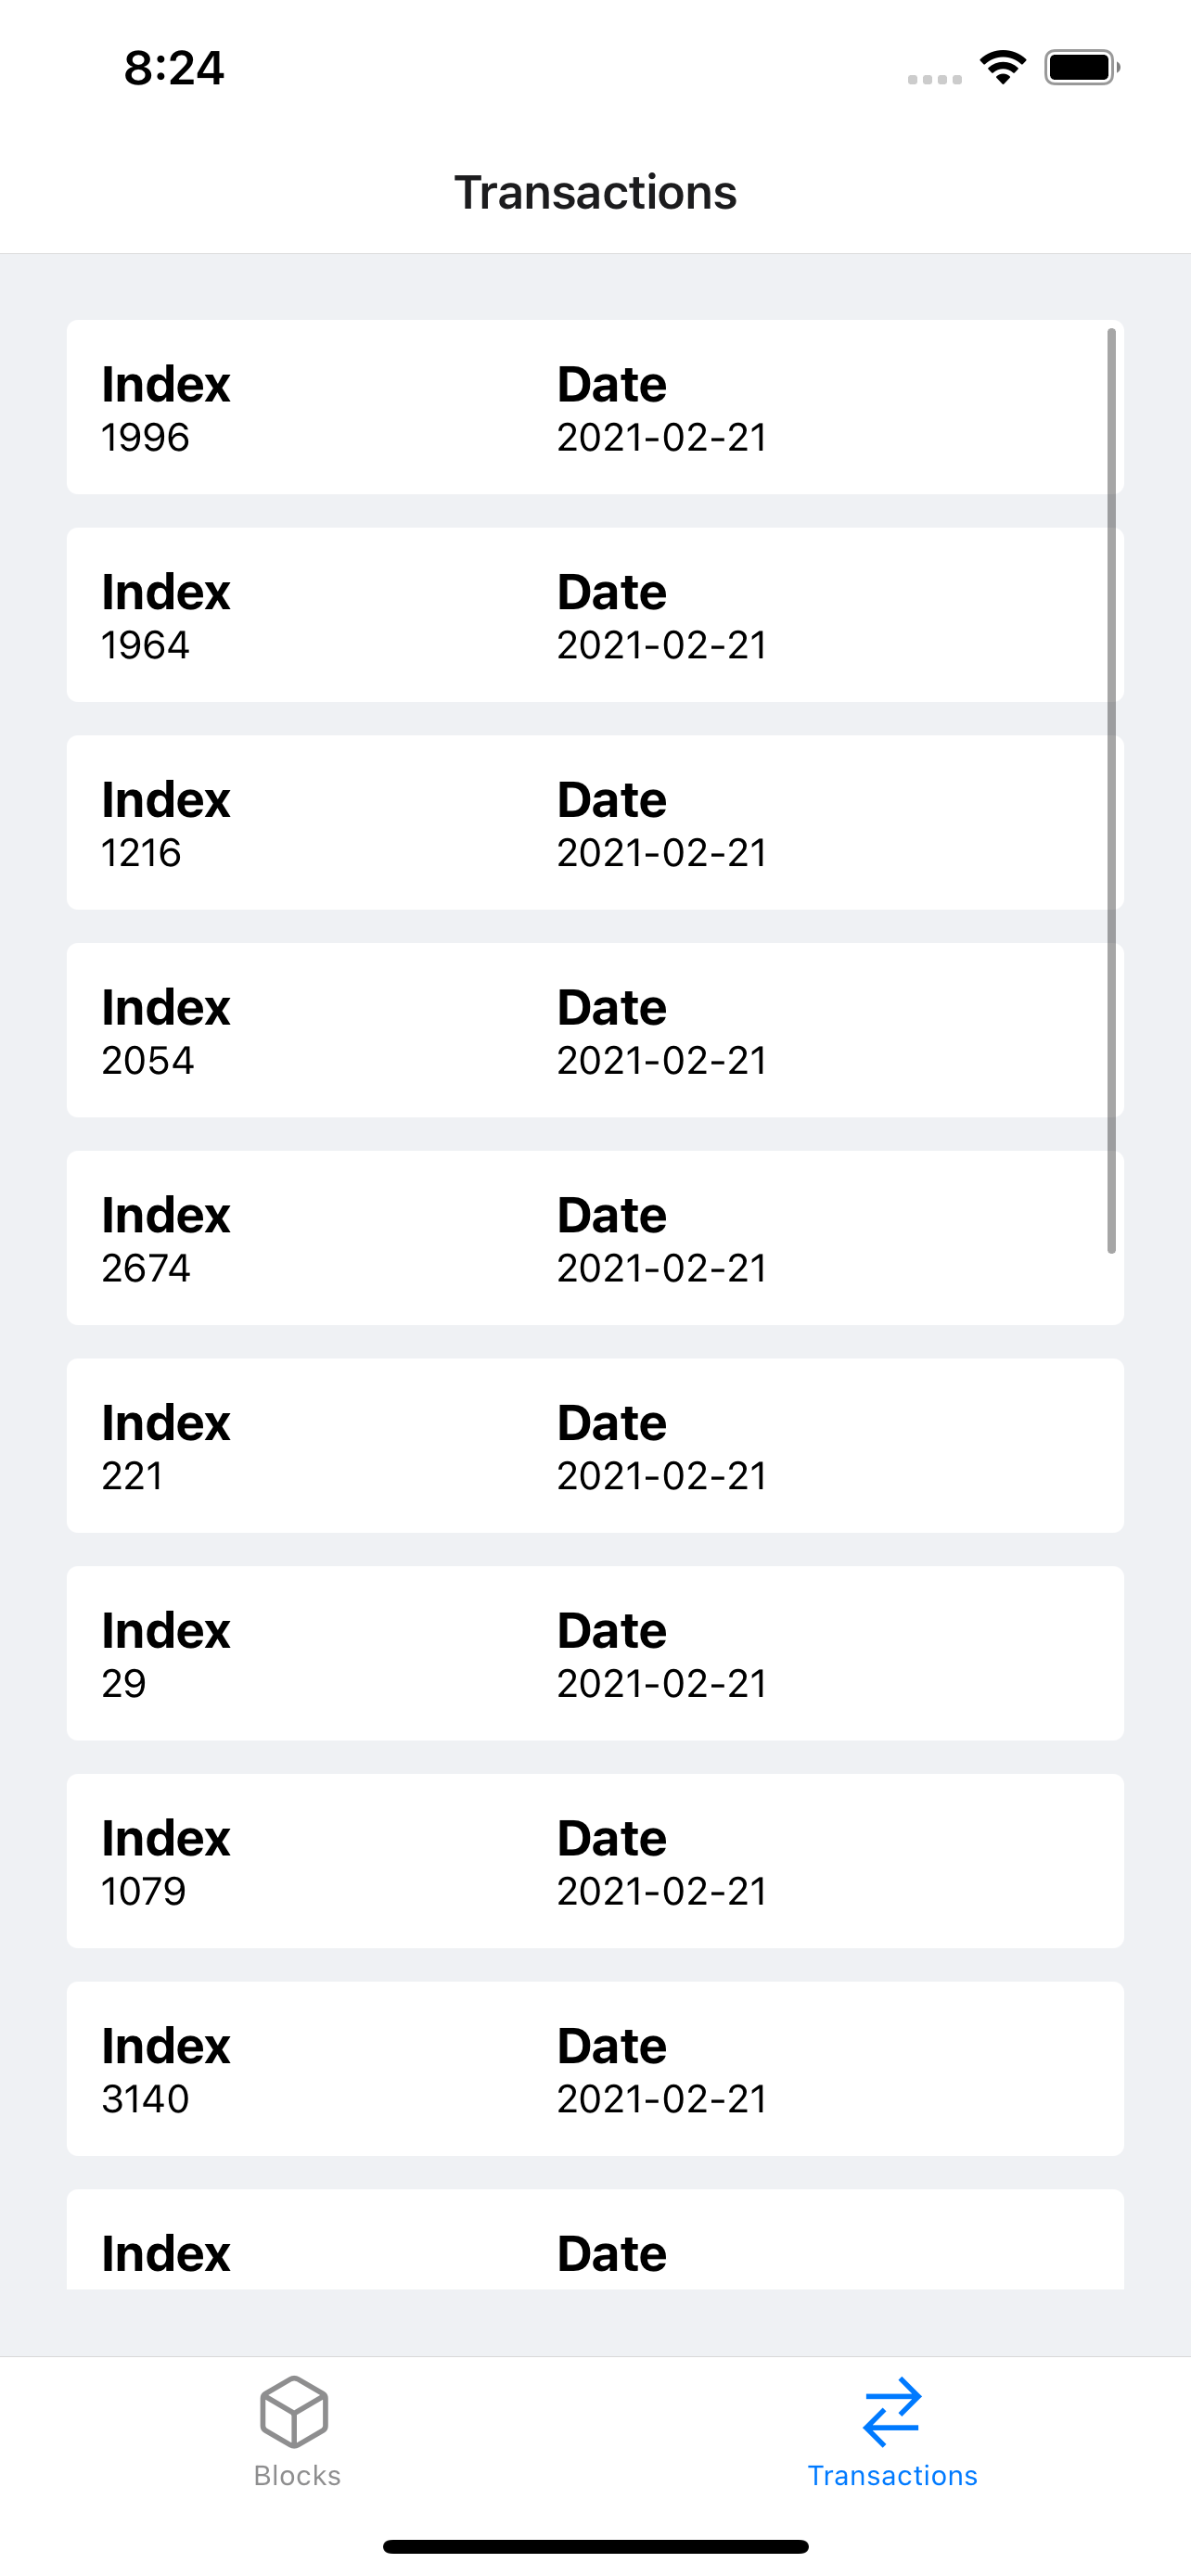 8:24
Transactions
Index Date
1996 2021-02-21
Index Date
1964 2021-02-21
Index Date
1216 2021-02-21
Index Date
2054 2021-02-21
Index Date
2674 2021-02-21
Index Date
221 2021-02-21
Index Date
29 2021-02-21
Index Date
1079 2021-02-21
Index Date
3140 2021-02-21
Index Date
Blocks Transactions